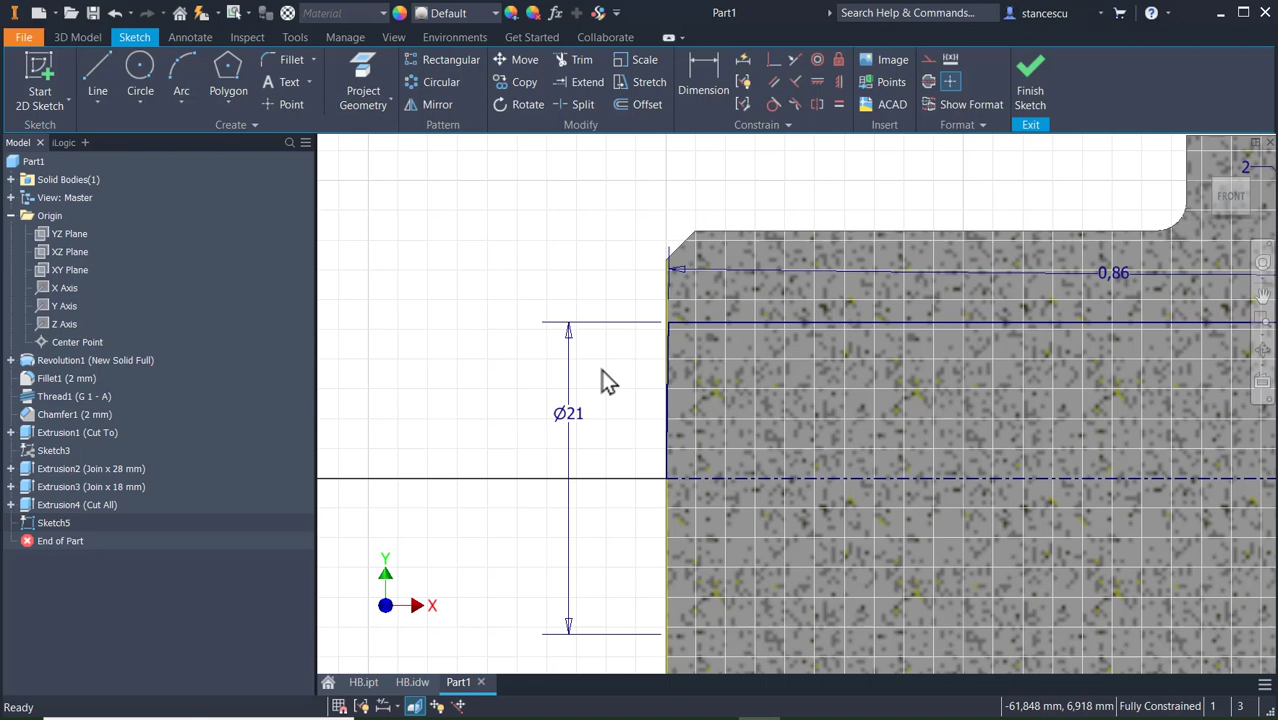 Material
Default
Part1
Search Help & Commands...
stancescu
File
3D Model
Sketch
Annotate
Inspect
Tools
Manage
View
Environments
Get Started
Collaborate
Start
2D Sketch
Line
Circle
Arc
Polygon
Fillet
Text
Point
Project
Geometry
Rectangular
Circular
Mirror
Move
Copy
Rotate
Trim
Extend
Split
Scale
Stretch
Offset
Dimension
Image
Points
ACAD
Show Format
Finish
Sketch
Sketch
Create
Pattern
Modify
Constrain
Insert
Format
Exit
Model
iLogic
Part1
Solid Bodies(1)
View: Master
Origin
YZ Plane
XZ Plane
XY Plane
X Axis
Y Axis
Z Axis
Center Point
Revolution1 (New Solid Full)
Fillet1 (2 mm)
Thread1 (G 1 - A)
Chamfer1 (2 mm)
Extrusion1 (Cut To)
Sketch3
Extrusion2 (Join x 28 mm)
Extrusion3 (Join x 18 mm)
Extrusion4 (Cut All)
Sketch5
End of Part
2
FRONT
0,86
Ø21
Y
X
HB.ipt
HB.idw
Part1
Ready
-61,848 mm, 6,918 mm
Fully Constrained
1
3